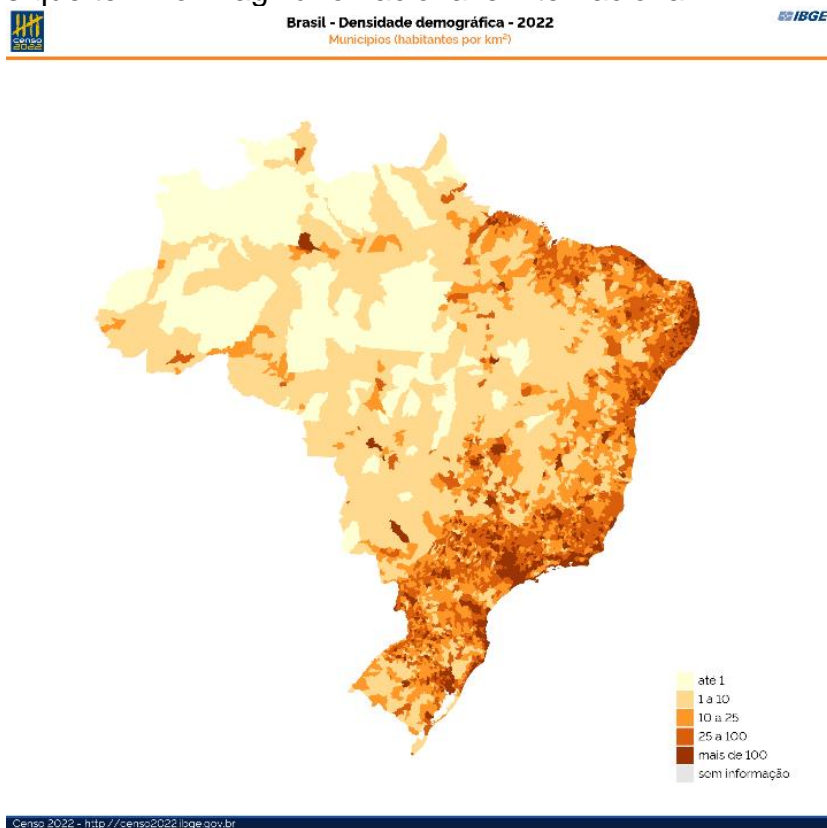 Censo
2022
Brasil - Densidade demográfica - 2022
Municípios (habitantes por km²)
IBGE
até 1
1 a 10
10 a 25
25 a 100
mais de 100
sem informação
Censo 2022 - http://censo2022.ibge.gov.br